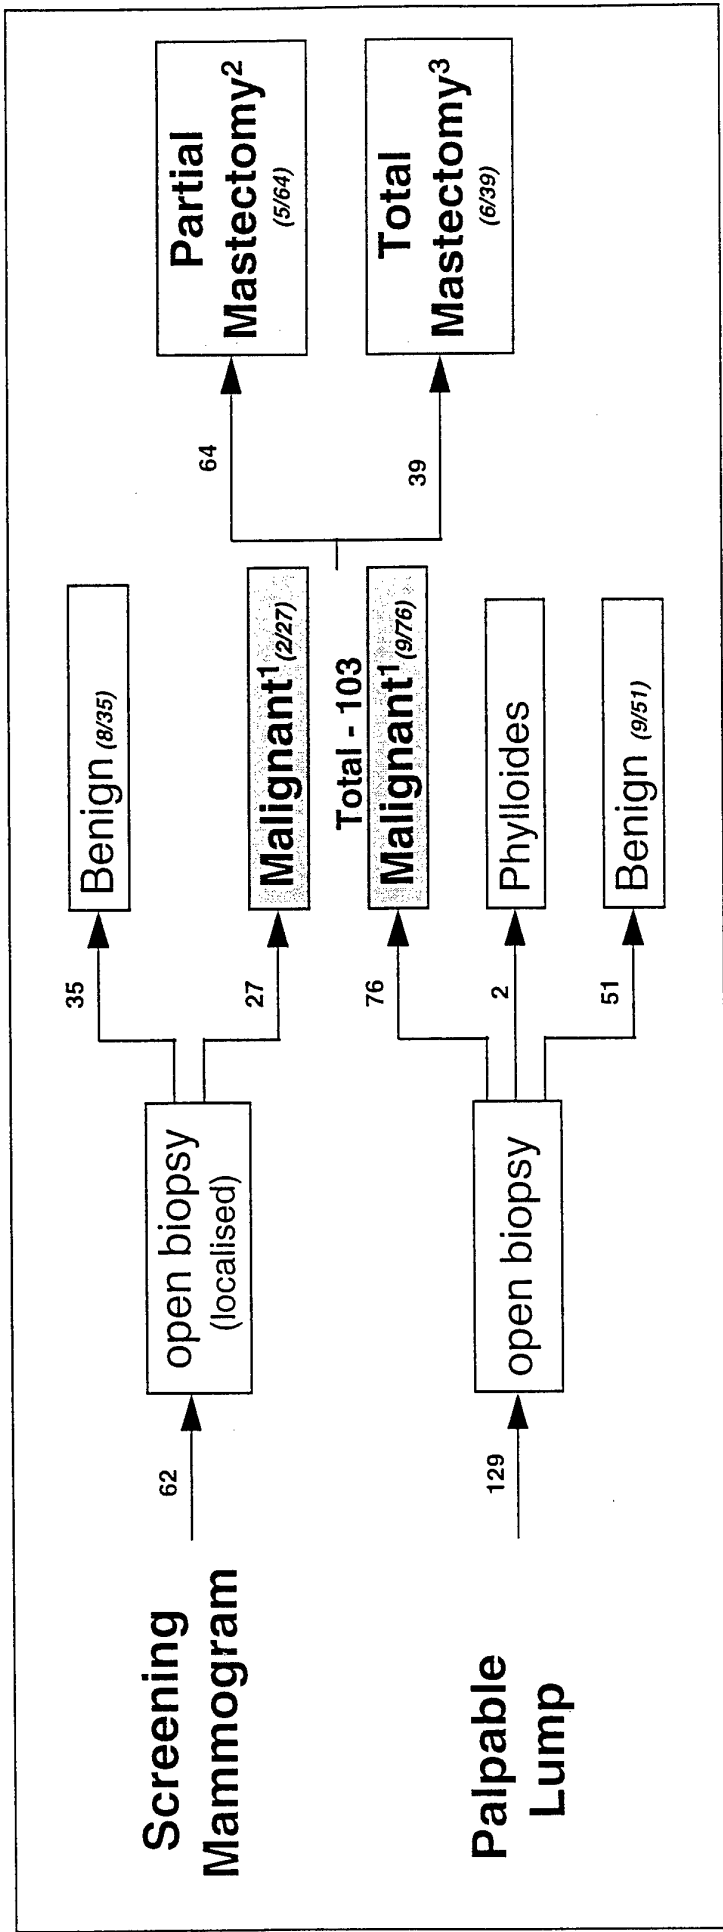 Screening
Mammogram
62
open biopsy
(localised)
35
Benign (8/35)
27
Malignant¹ (2/27)
Total - 103
Palpable
Lump
129
open biopsy
76
Malignant¹ (9/76)
2
Phylloides
51
Benign (9/51)
64
Partial
Mastectomy²
(5/64)
39
Total
Mastectomy³
(6/39)